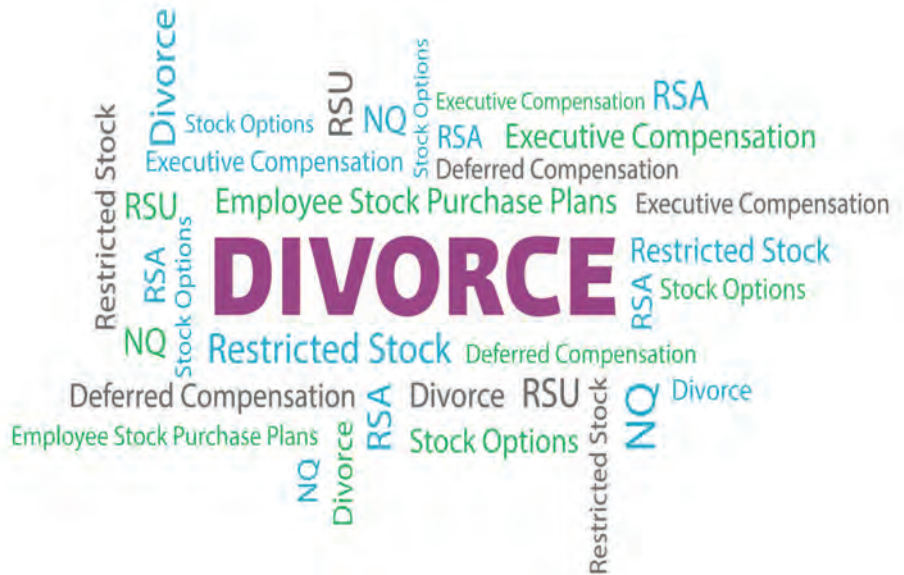 Divorce
Stock Options
RSU
NQ
Stock Options
Executive Compensation
RSA
Restricted Stock
Executive Compensation
RSA
Executive Compensation
Deferred Compensation
RSU
Employee Stock Purchase Plans
Executive Compensation
RSA
Stock Options
DIVORCE
Restricted Stock
RSA
Stock Options
NQ
Restricted Stock
Deferred Compensation
Deferred Compensation
RSA
Divorce
RSU
Restricted Stock
NQ
Divorce
Employee Stock Purchase Plans
NQ
Divorce
Stock Options